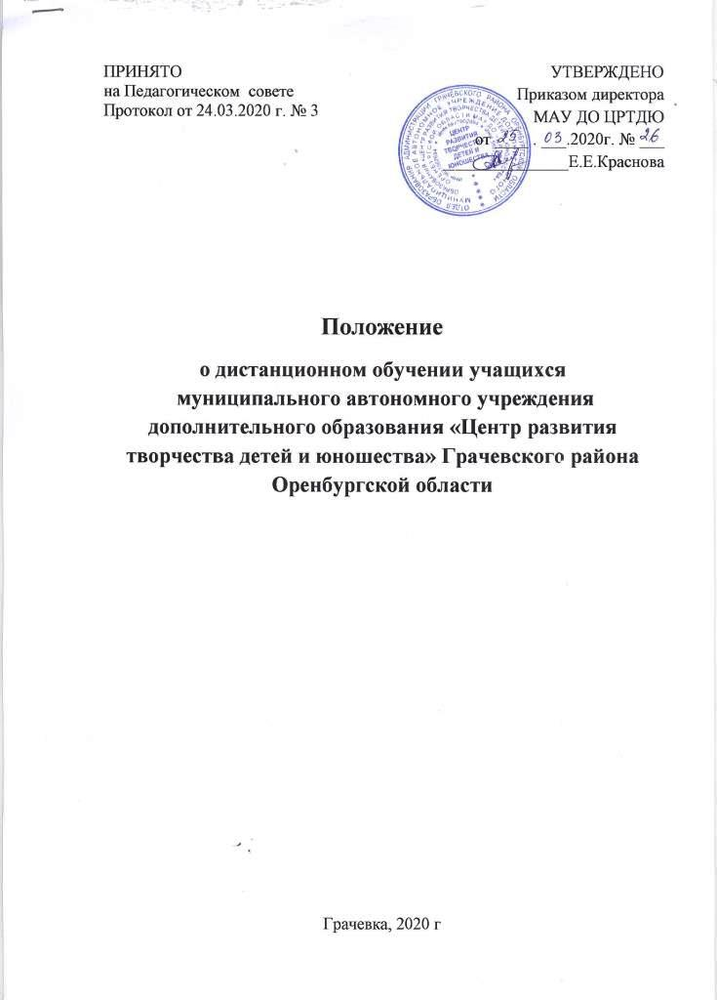 ПРИНЯТО
на Педагогическом совете
Протокол от 24.03.2020 г. № 3
УТВЕРЖДЕНО
Приказом директора
МАУ ДО ЦРТДЮ
от 25. 03 .2020г. № 26
Е.Е.Краснова
ЦЕНТР
РАЗВИТИЯ
ТВОРЧЕСТВА
ДЕТЕЙ И
ЮНОШЕСТВА
Положение
о дистанционном обучении учащихся
муниципального автономного учреждения
дополнительного образования «Центр развития
творчества детей и юношества» Грачевского района
Оренбургской области
Грачевка, 2020 г